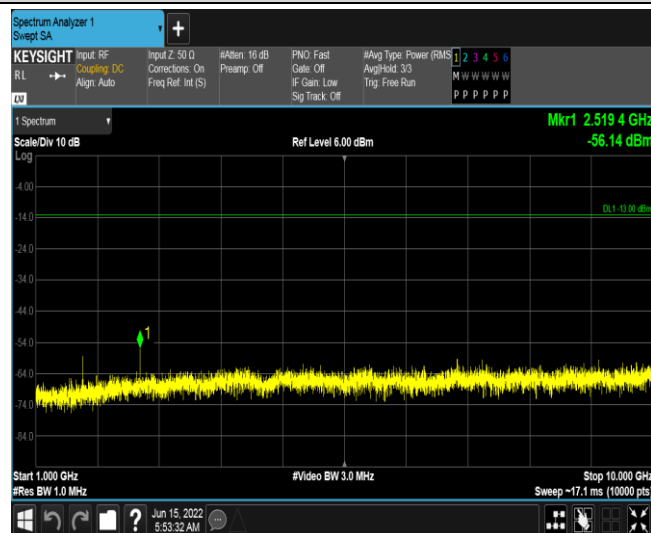 Spectrum Analyzer 1
Swept SA
+
KEYSIGHT
RL
Input: RF
Coupling: DC
Align: Auto
Input Z: 50 Ω
Corrections: On
Freq Ref: Int (S)
#Atten: 16 dB
Preamp: Off
PNO: Fast
Gate: Off
IF Gain: Low
Sig Track: Off
#Avg Type: Power (RMS
Avg|Hold: 3/3
Trig: Free Run
1 2 3 4 5 6
M W W W W W
P P P P P P
LXI
1 Spectrum
Scale/Div 10 dB
Ref Level 6.00 dBm
Mkr1 2.519 4 GHz
-56.14 dBm
Log
-4.00
-14.0
DL1 -13.00 dBm
-24.0
-34.0
-44.0
-54.0
1
-64.0
-74.0
-84.0
Start 1.000 GHz
#Video BW 3.0 MHz
Stop 10.000 GHz
#Res BW 1.0 MHz
Sweep ~17.1 ms (10000 pts)
?
Jun 15, 2022
5:53:32 AM